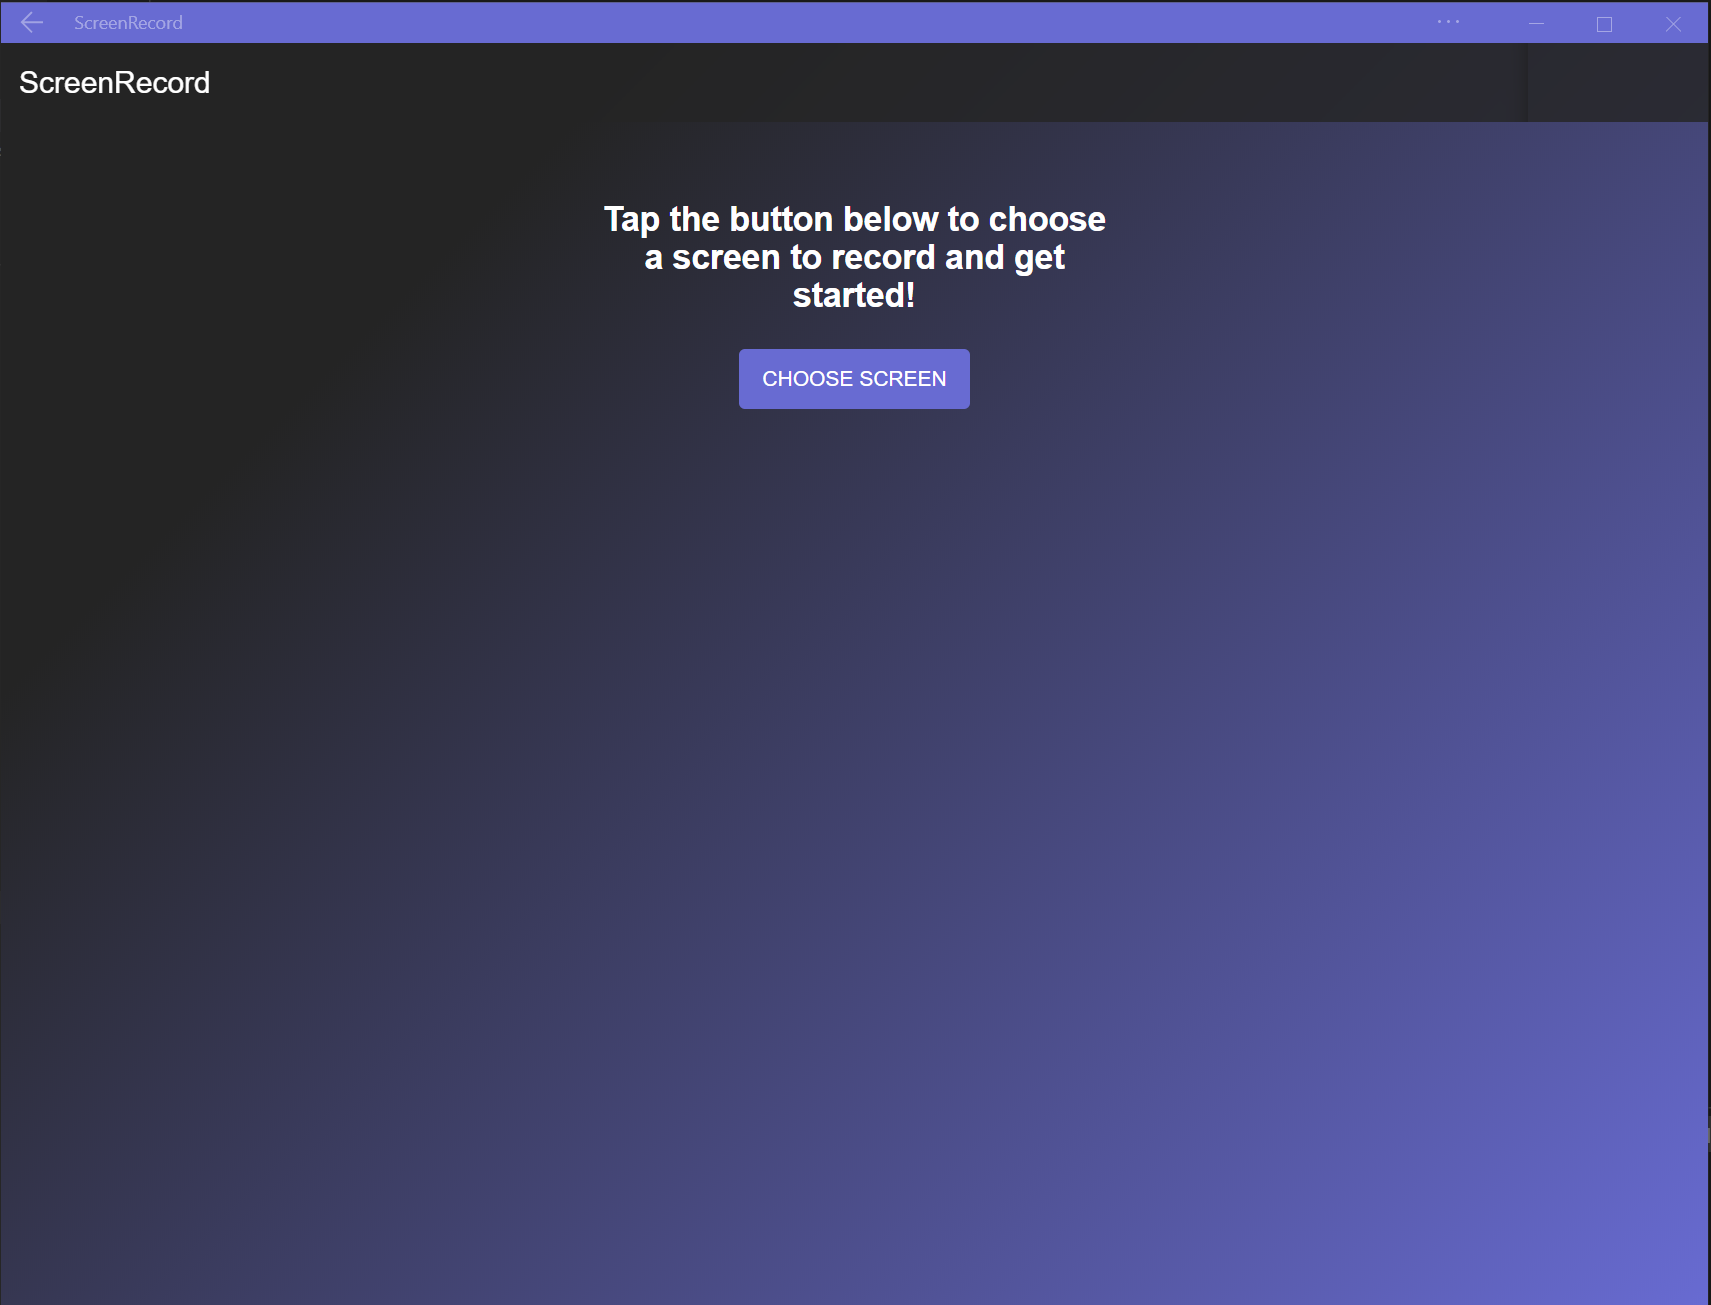 ScreenRecord
ScreenRecord
Tap the button below to choose
a screen to record and get
started!
CHOOSE SCREEN